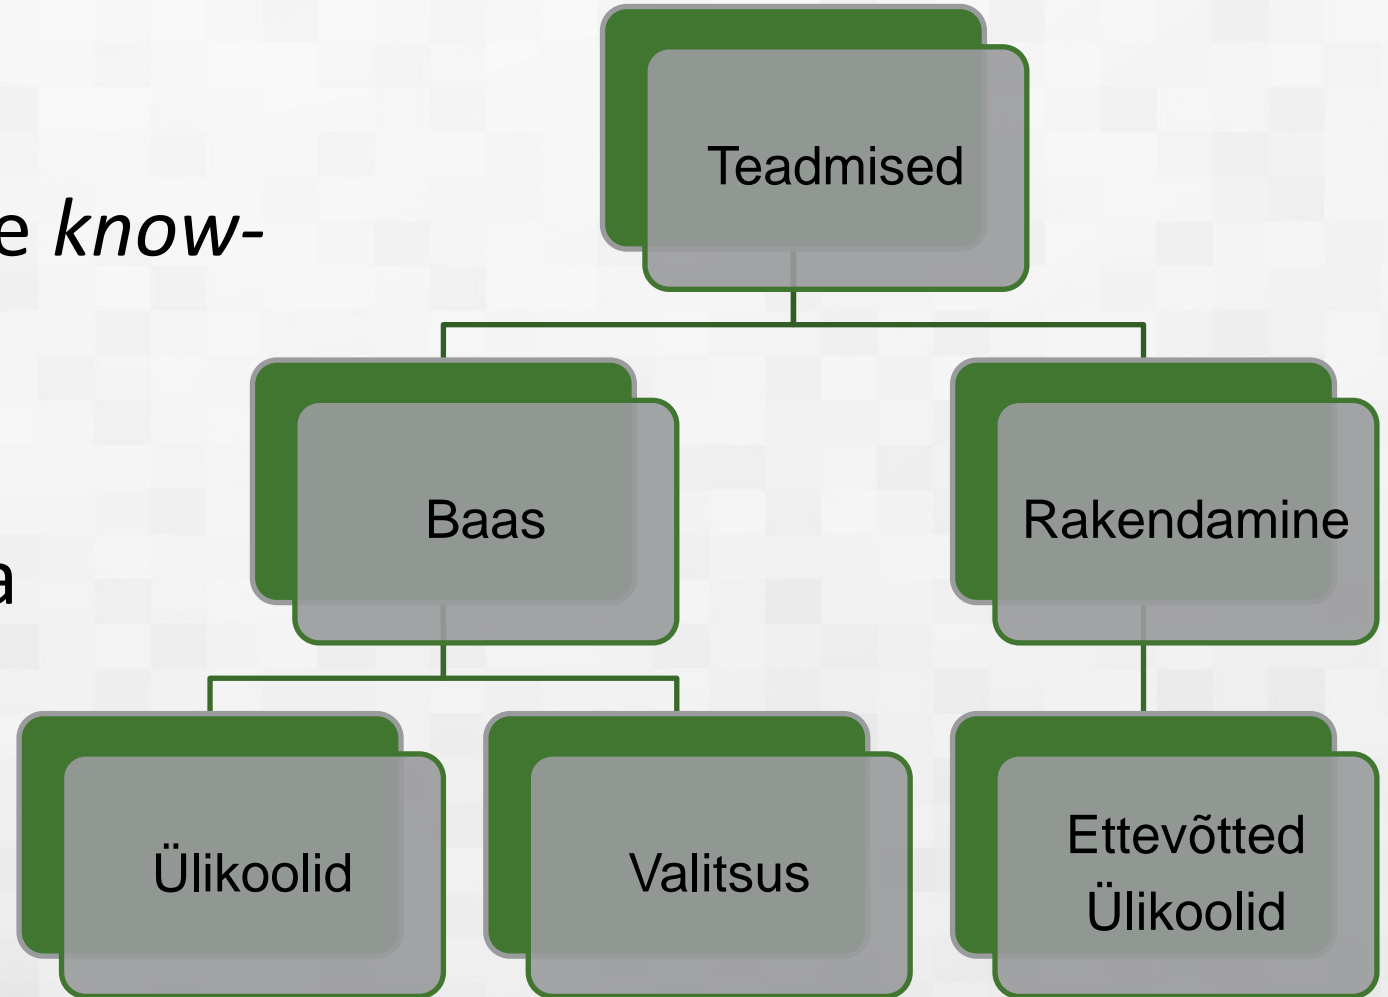 Teadmised
e know-
Baas
Rakendamine
a
Ülikoolid
Valitsus
Ettevõtted
Ülikoolid